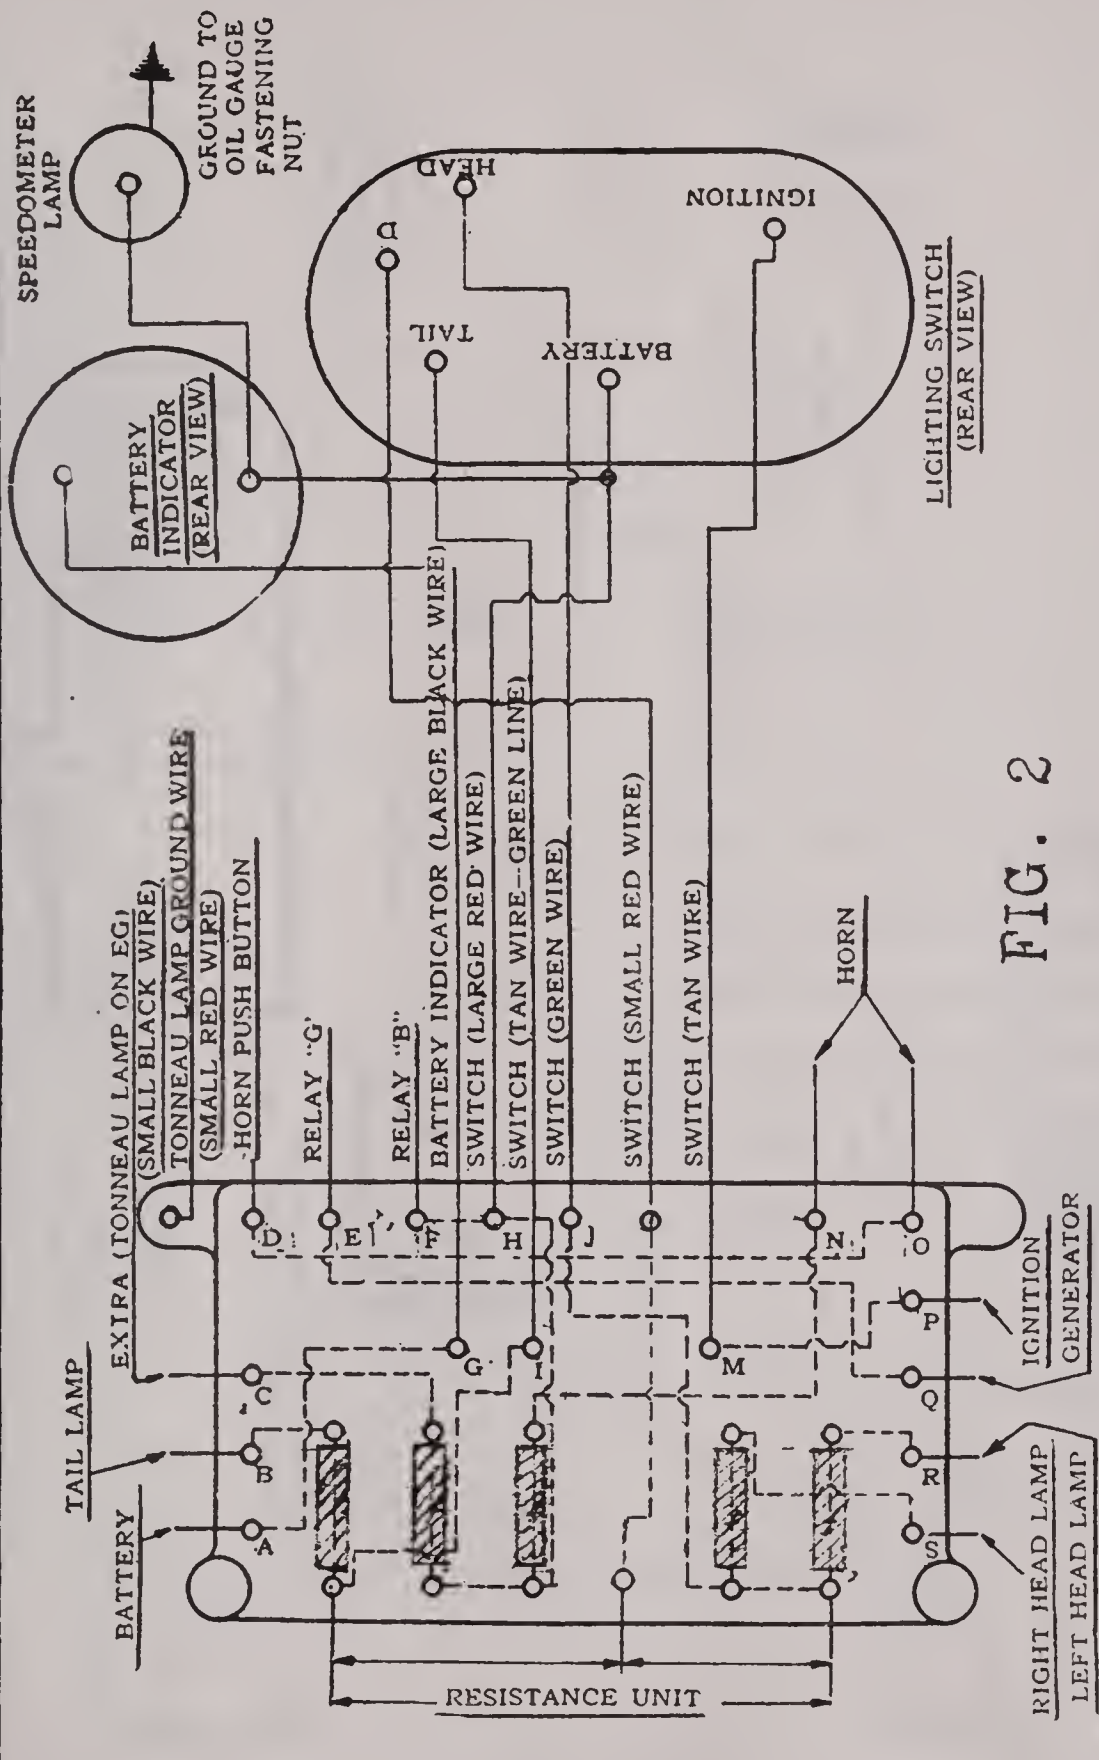 SPEEDOMETER
LAMP
GROUND TO
OIL GAUGE
FASTENING
NUT
BATTERY
INDICATOR
(REAR VIEW)
D
HEAD
TAIL
BATTERY
IGNITION
LIGHTING SWITCH
(REAR VIEW)
TAIL LAMP
BATTERY
EXTRA (TONNEAU LAMP ON EG)
(SMALL BLACK WIRE)
TONNEAU LAMP GROUND WIRE
(SMALL RED WIRE)
HORN PUSH BUTTON
RELAY "G"
RELAY "B"
BATTERY INDICATOR (LARGE BLACK WIRE)
SWITCH (LARGE RED WIRE)
SWITCH (TAN WIRE--GREEN LINE)
SWITCH (GREEN WIRE)
SWITCH (SMALL RED WIRE)
SWITCH (TAN WIRE)
HORN
A
B
C
D
E
F
G
H
I
J
M
N
O
P
Q
R
S
IGNITION
GENERATOR
RIGHT HEAD LAMP
LEFT HEAD LAMP
RESISTANCE UNIT
FIG. 2